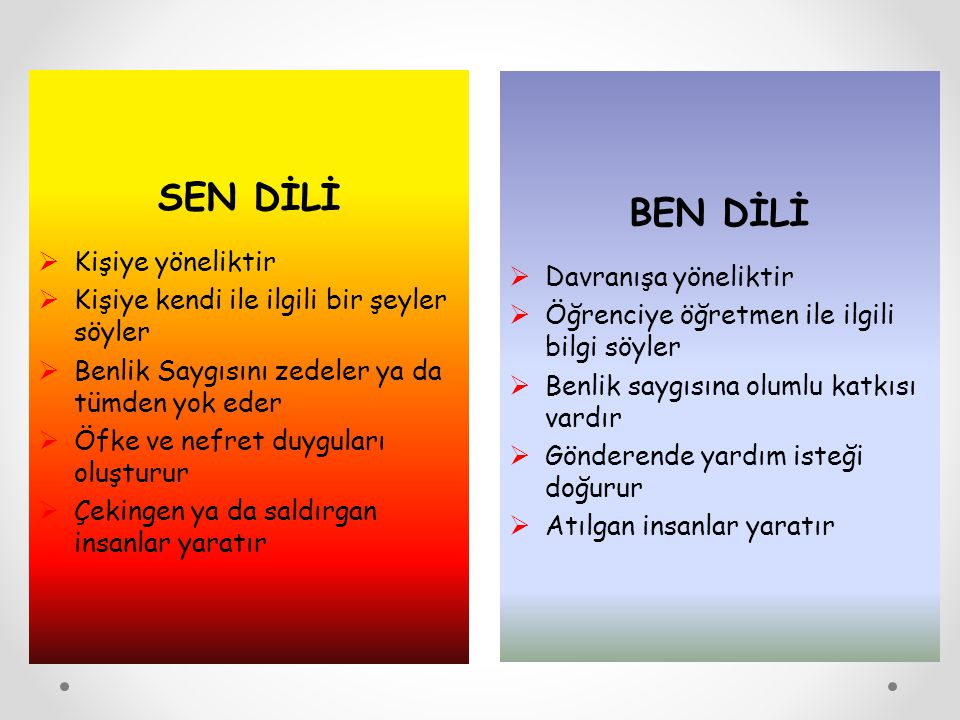 SEN DİLİ
Kişiye yöneliktir
Kişiye kendi ile ilgili bir şeyler
söyler
Benlik Saygısını zedeler ya da
tümden yok eder
Öfke ve nefret duyguları
oluşturur
Çekingen ya da saldırgan
insanlar yaratır
BEN DİLİ
Davranışa yöneliktir
Öğrenciye öğretmen ile ilgili
bilgi söyler
Benlik saygısına olumlu katkısı
vardır
Gönderende yardım isteği
doğurur
Atılgan insanlar yaratır